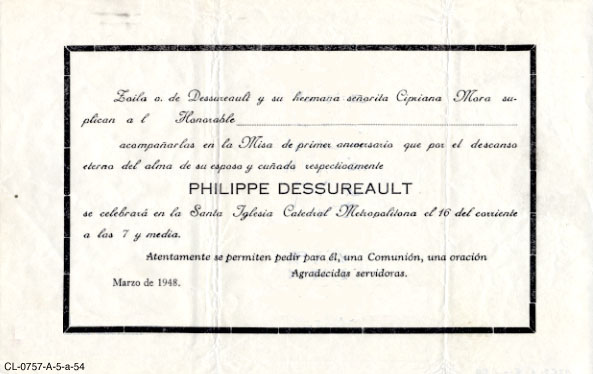 Zoila v. de Dessureault y su hermana señorita Cipriana Mora su-
plican a l Honorable
acompañarlas en la Misa de primer aniversario que por el descanso
eterno del alma de su esposo y cuñado respectivamente
PHILIPPE DESSUREAULT
se celebrará en la Santa Iglesia Catedral Metropolitana el 16 del corriente
a las 7 y media.
Atentamente se permiten pedir para él, una Comunión, una oración
Agradecidas servidoras.
Marzo de 1948.
CL-0757-A-5-a-54